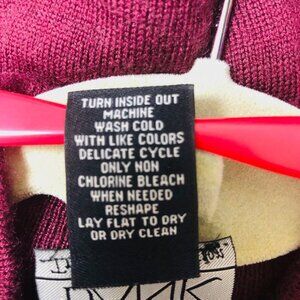 TURN INSIDE OUT
MACHINE
WASH COLD
WITH LIKE COLORS
DELICATE CYCLE
ONLY NON
CHLORINE BLEACH
WHEN NEEDED
RESHAPE
LAY FLAT TO DRY
OR DRY CLEAN